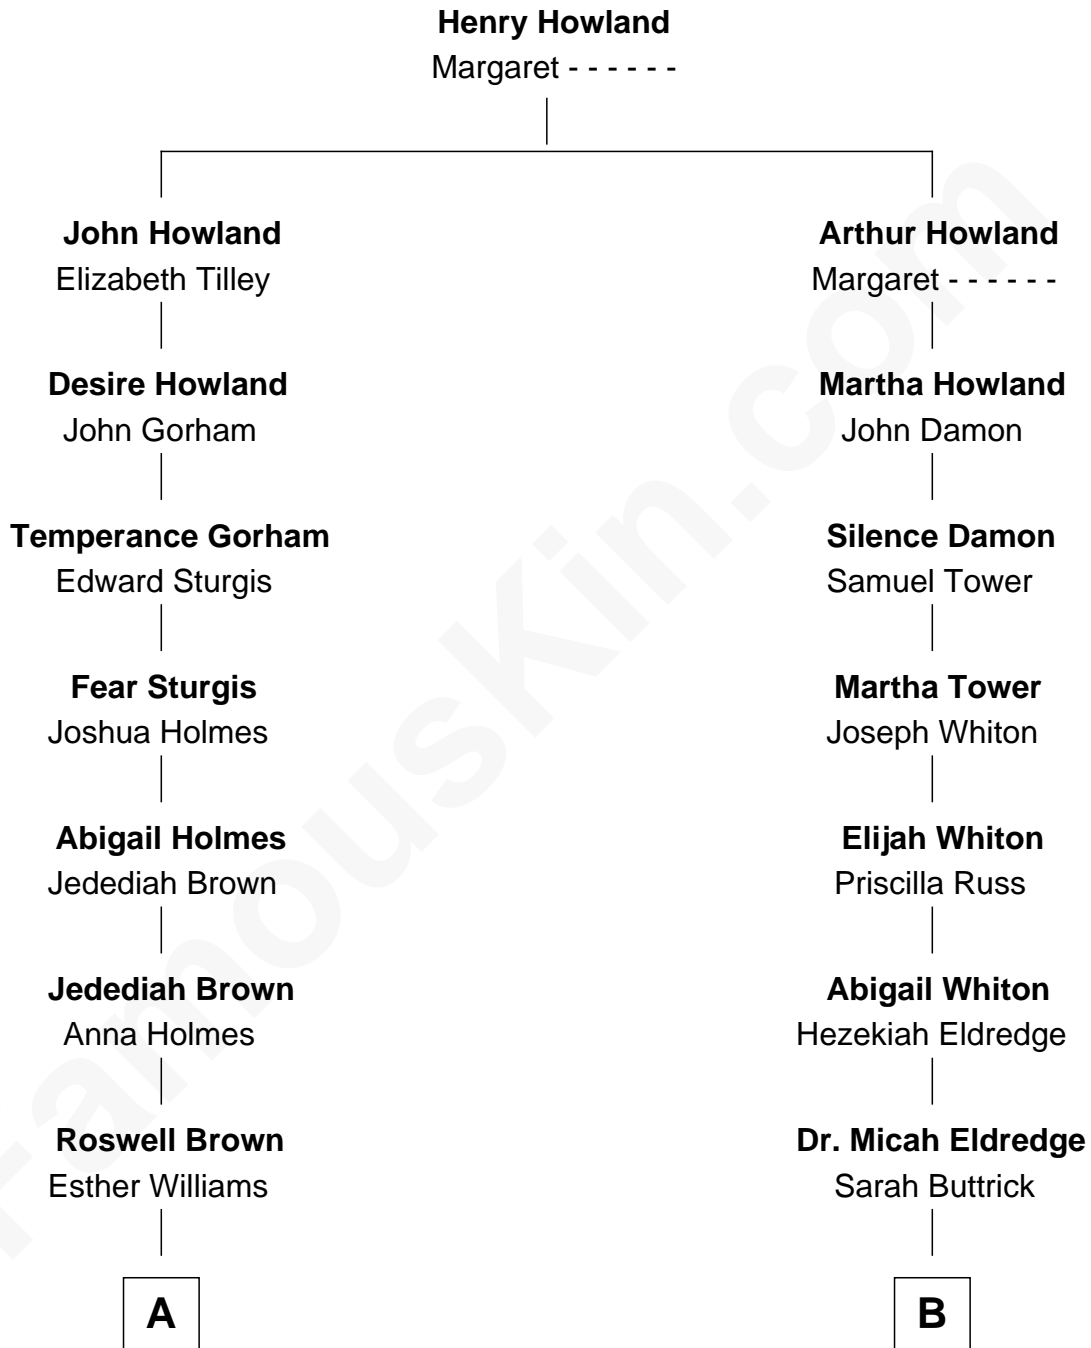 Henry Howland
Margaret - - - - - -
John Howland
Elizabeth Tilley
Desire Howland
John Gorham
Temperance Gorham
Edward Sturgis
Fear Sturgis
Joshua Holmes
Abigail Holmes
Jedediah Brown
Jedediah Brown
Anna Holmes
Roswell Brown
Esther Williams
A
Arthur Howland
Margaret - - - - - -
Martha Howland
John Damon
Silence Damon
Samuel Tower
Martha Tower
Joseph Whiton
Elijah Whiton
Priscilla Russ
Abigail Whiton
Hezekiah Eldredge
Dr. Micah Eldredge
Sarah Buttrick
B
FamousKin.com